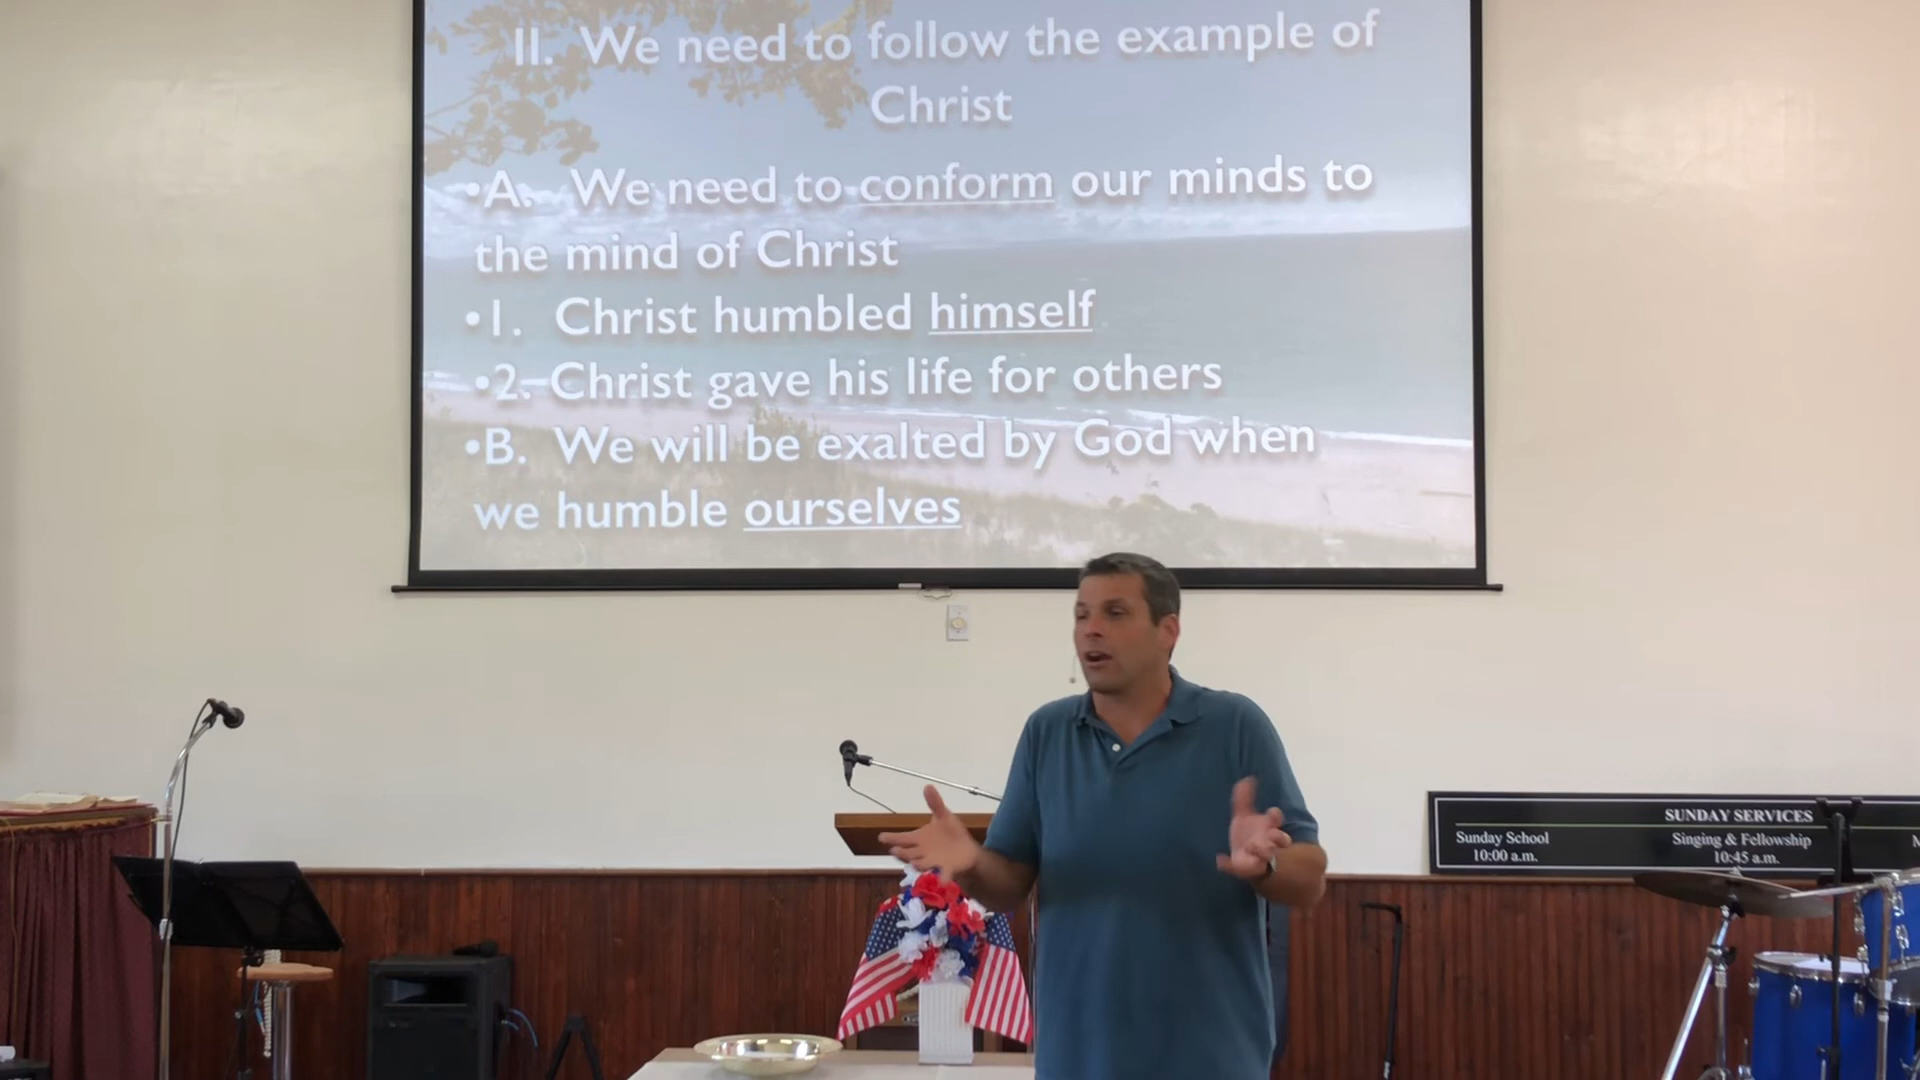 II. We need to follow the example of
Christ
•A. We need to conform our minds to
the mind of Christ
•1. Christ humbled himself
•2. Christ gave his life for others
•B. We will be exalted by God when
we humble ourselves
SUNDAY SERVICES
Sunday School
10:00 a.m.
Singing & Fellowship
10:45 a.m.